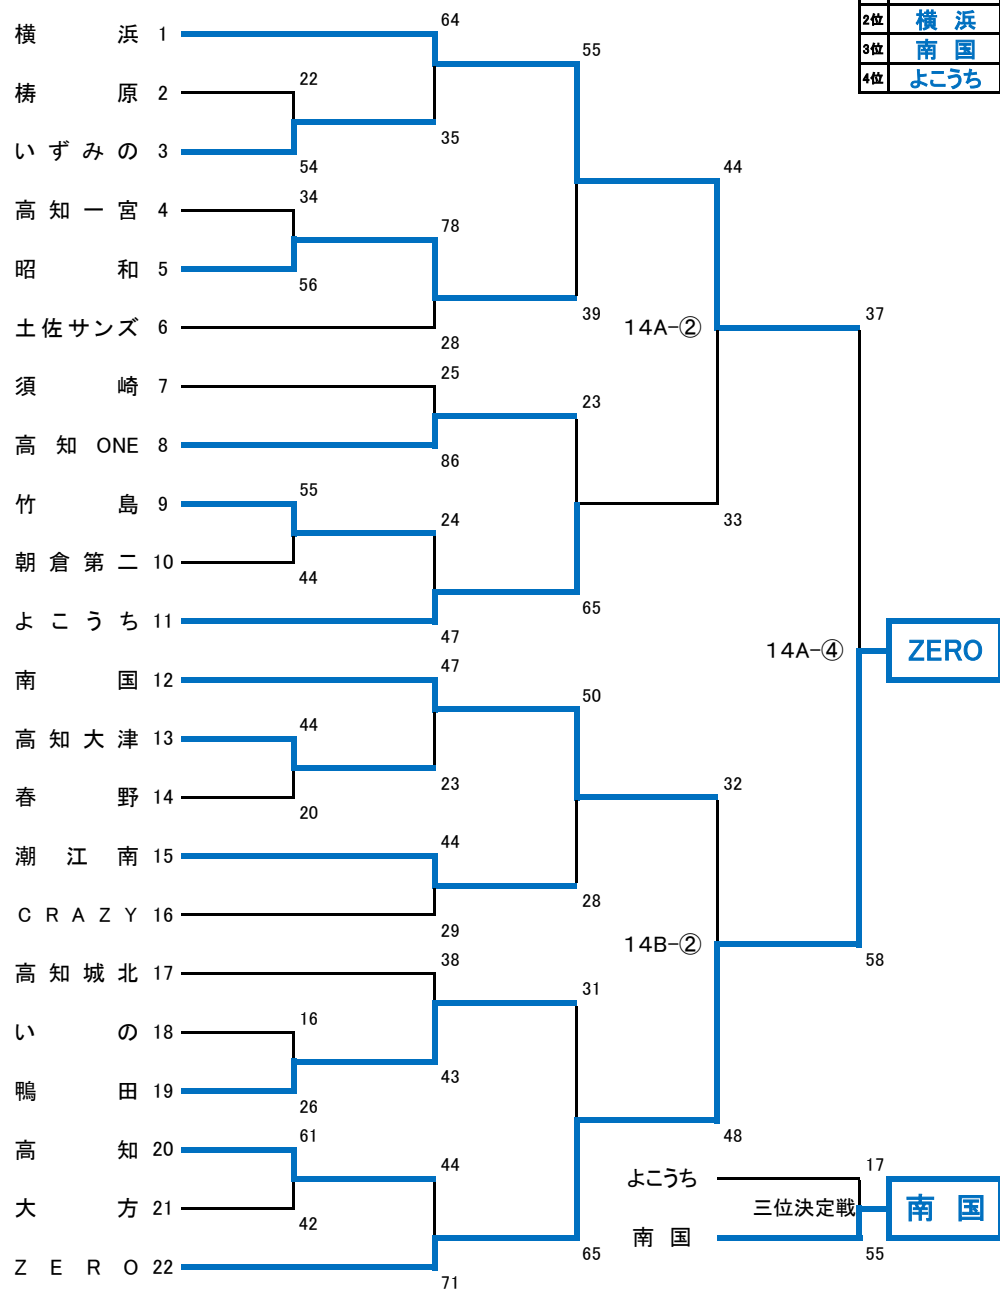 64
2位 横浜
横浜 1
55
3位 南国
22
4位 よこうち
梼原 2
35
いずみの 3
54
44
34
高知一宮 4
78
昭和 5
56
39
37
土佐サンズ 6
14A-②
28
25
須崎 7
23
高知ONE 8
86
55
竹島 9
24
33
朝倉第二 10
44
65
よこうち 11
47
14A-④
ZERO
47
南国 12
50
44
高知大津 13
23
32
春野 14
20
44
潮江南 15
28
CRAZY 16
29
14B-②
58
38
高知城北 17
31
16
いの 18
43
鴨田 19
26
61
48
高知 20
44
17
よこうち
大方 21
三位決定戦
南国
42
南国
65
55
ZERO 22
71